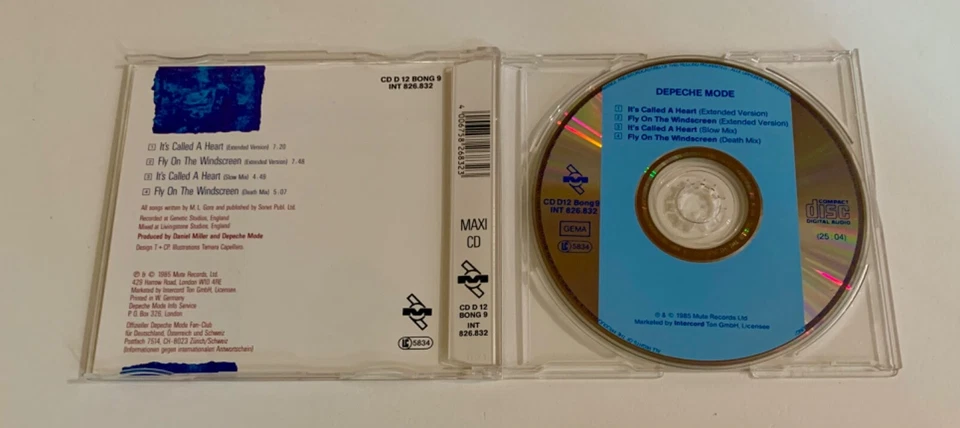 CD D 12 BONG 9
INT 826.832
1 It's Called A Heart (Extended Version) 7·20
2 Fly On The Windscreen (Extended Version) 7·48
3 It's Called A Heart (Slow Mix) 4·49
4 Fly On The Windscreen (Death Mix) 5·07
All songs written by M. L. Gore and published by Sonet Publ. Ltd.
Recorded at Genetic Studios, England
Mixed at Livingstone Studios, England
Produced by Daniel Miller and Depeche Mode
Design T + CP. Illustrations Tamara Capellaro.
℗ & © 1985 Mute Records Ltd.
429 Harrow Road, London W10 4RE
Marketed by Intercord Ton GmbH, Licensee.
Printed in W. Germany
Depeche Mode Info Service
P. O. Box 326, London
Offizieller Depeche Mode Fan-Club
für Deutschland, Österreich und Schweiz
Postfach 7514, CH-8023 Zürich/Schweiz
(Informationen gegen internationalen Antwortschein)
LC 5834
4 006758 268323
MAXI
CD
CD D 12
BONG 9
INT
826.832
DEPECHE MODE
1 It's Called A Heart (Extended Version)
2 Fly On The Windscreen (Extended Version)
3 It's Called A Heart (Slow Mix)
4 Fly On The Windscreen (Death Mix)
CD D12 Bong 9
INT 826.832
GEMA
LC 5834
COMPACT
disc
DIGITAL AUDIO
(25:04)
℗ & © 1985 Mute Records Ltd
Marketed by Intercord Ton GmbH, Licensee